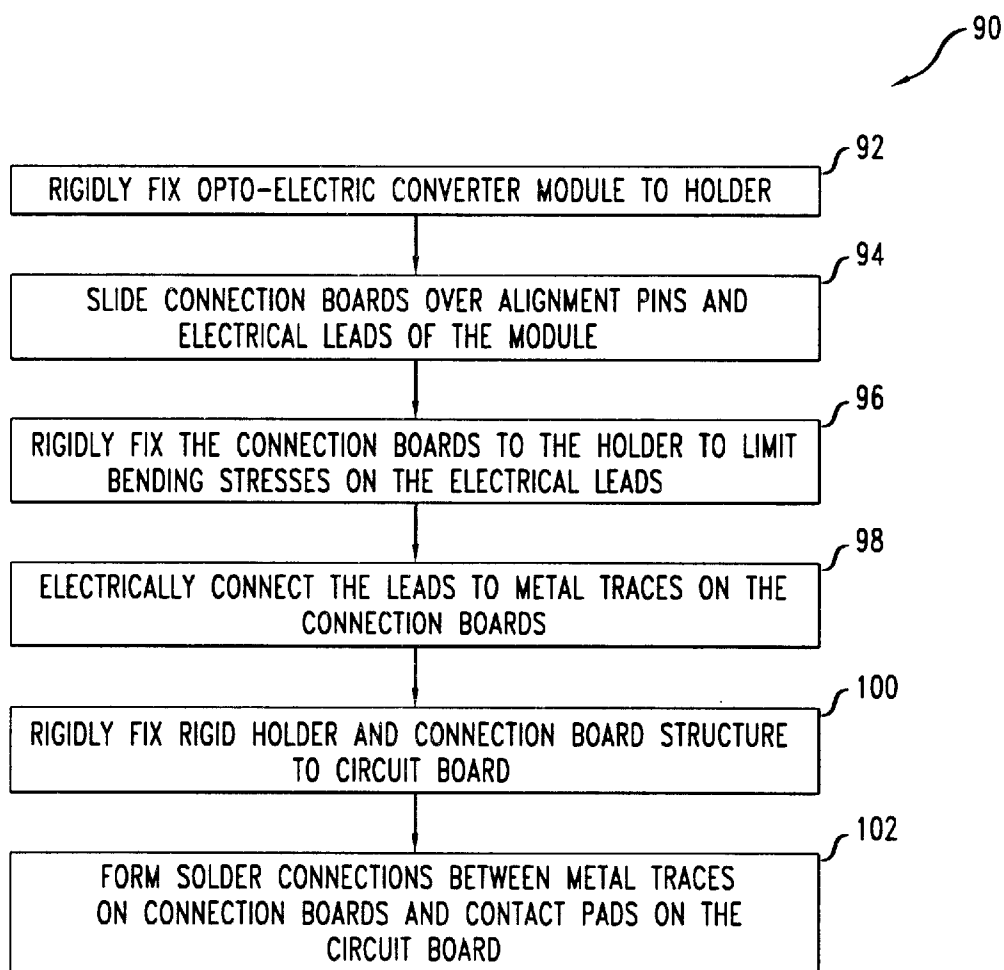 90
92
RIGIDLY FIX OPTO-ELECTRIC CONVERTER MODULE TO HOLDER
94
SLIDE CONNECTION BOARDS OVER ALIGNMENT PINS AND
ELECTRICAL LEADS OF THE MODULE
96
RIGIDLY FIX THE CONNECTION BOARDS TO THE HOLDER TO LIMIT
BENDING STRESSES ON THE ELECTRICAL LEADS
98
ELECTRICALLY CONNECT THE LEADS TO METAL TRACES ON THE
CONNECTION BOARDS
100
RIGIDLY FIX RIGID HOLDER AND CONNECTION BOARD STRUCTURE
TO CIRCUIT BOARD
102
FORM SOLDER CONNECTIONS BETWEEN METAL TRACES
ON CONNECTION BOARDS AND CONTACT PADS ON THE
CIRCUIT BOARD